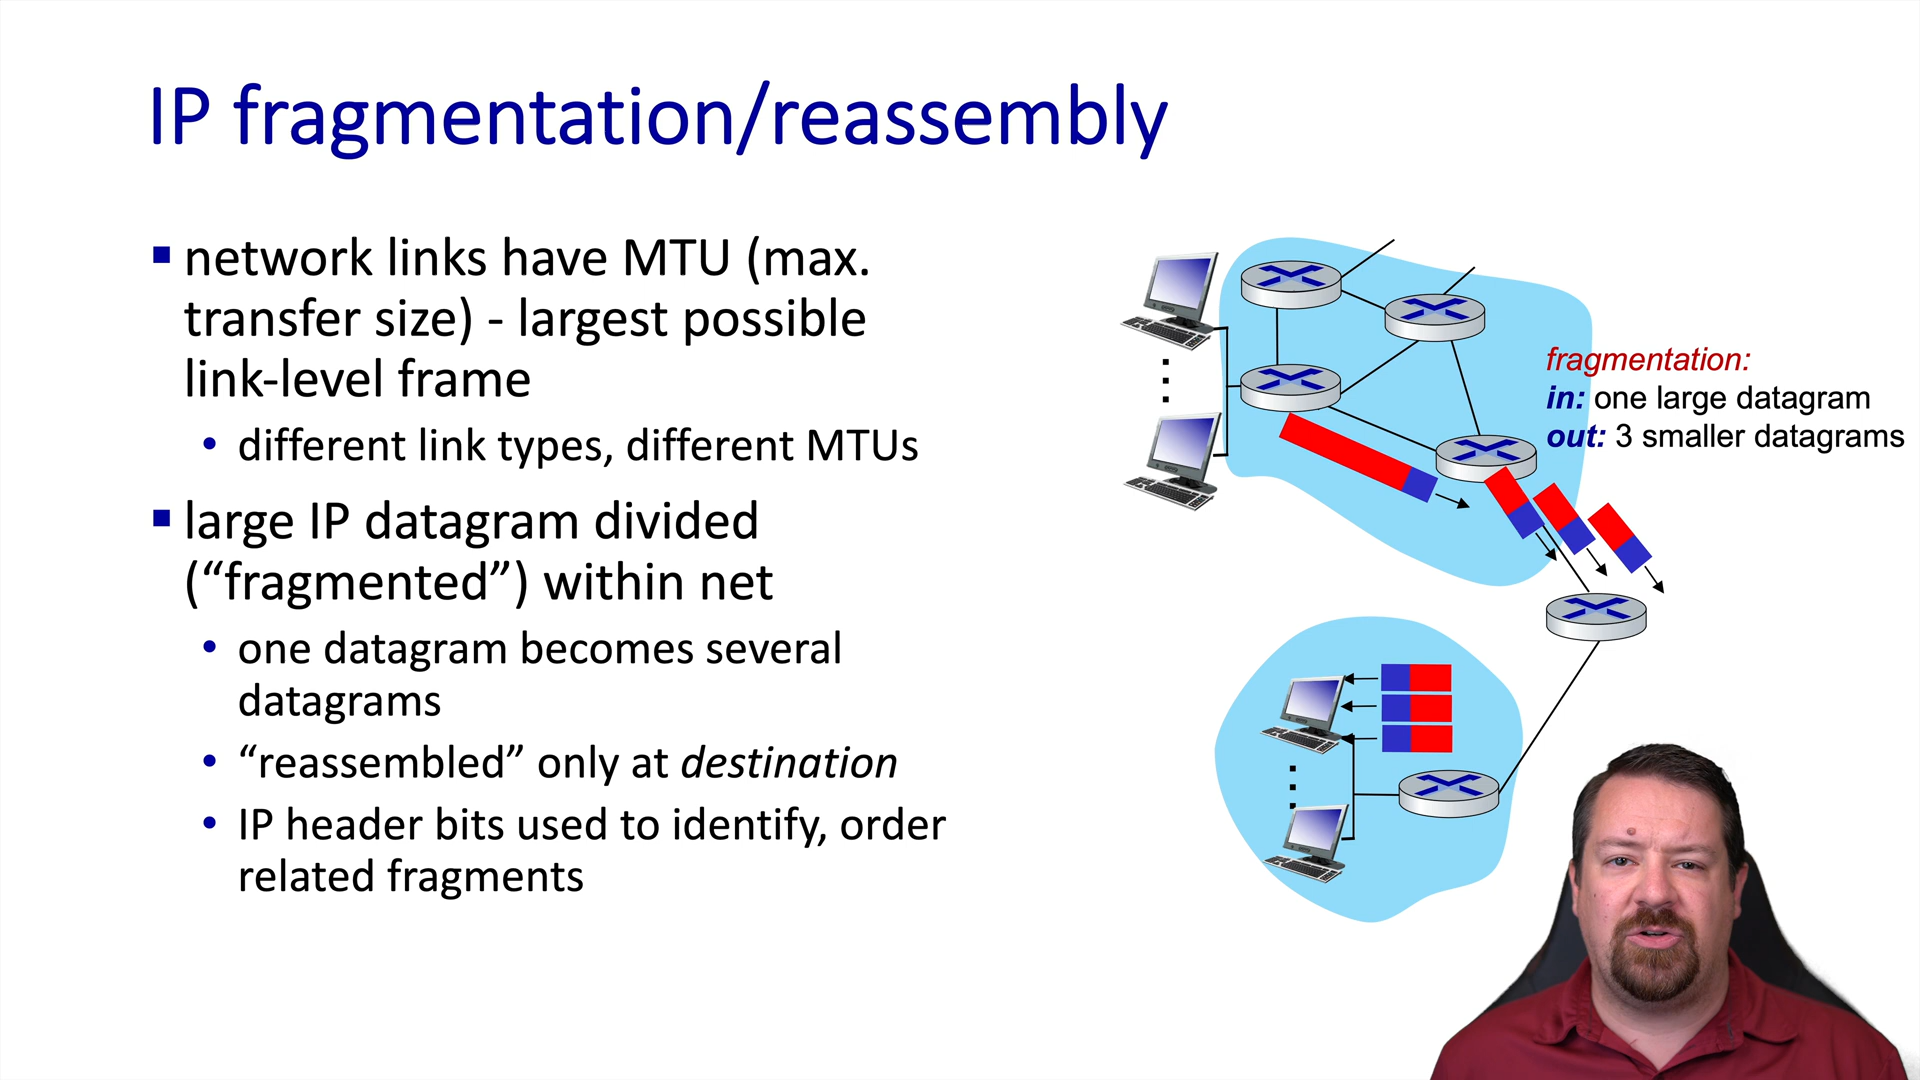 IP fragmentation/reassembly
network links have MTU (max.
transfer size) - largest possible
link-level frame
different link types, different MTUs
large IP datagram divided
(“fragmented”) within net
one datagram becomes several
datagrams
“reassembled” only at destination
IP header bits used to identify, order
related fragments
fragmentation:
in: one large datagram
out: 3 smaller datagrams